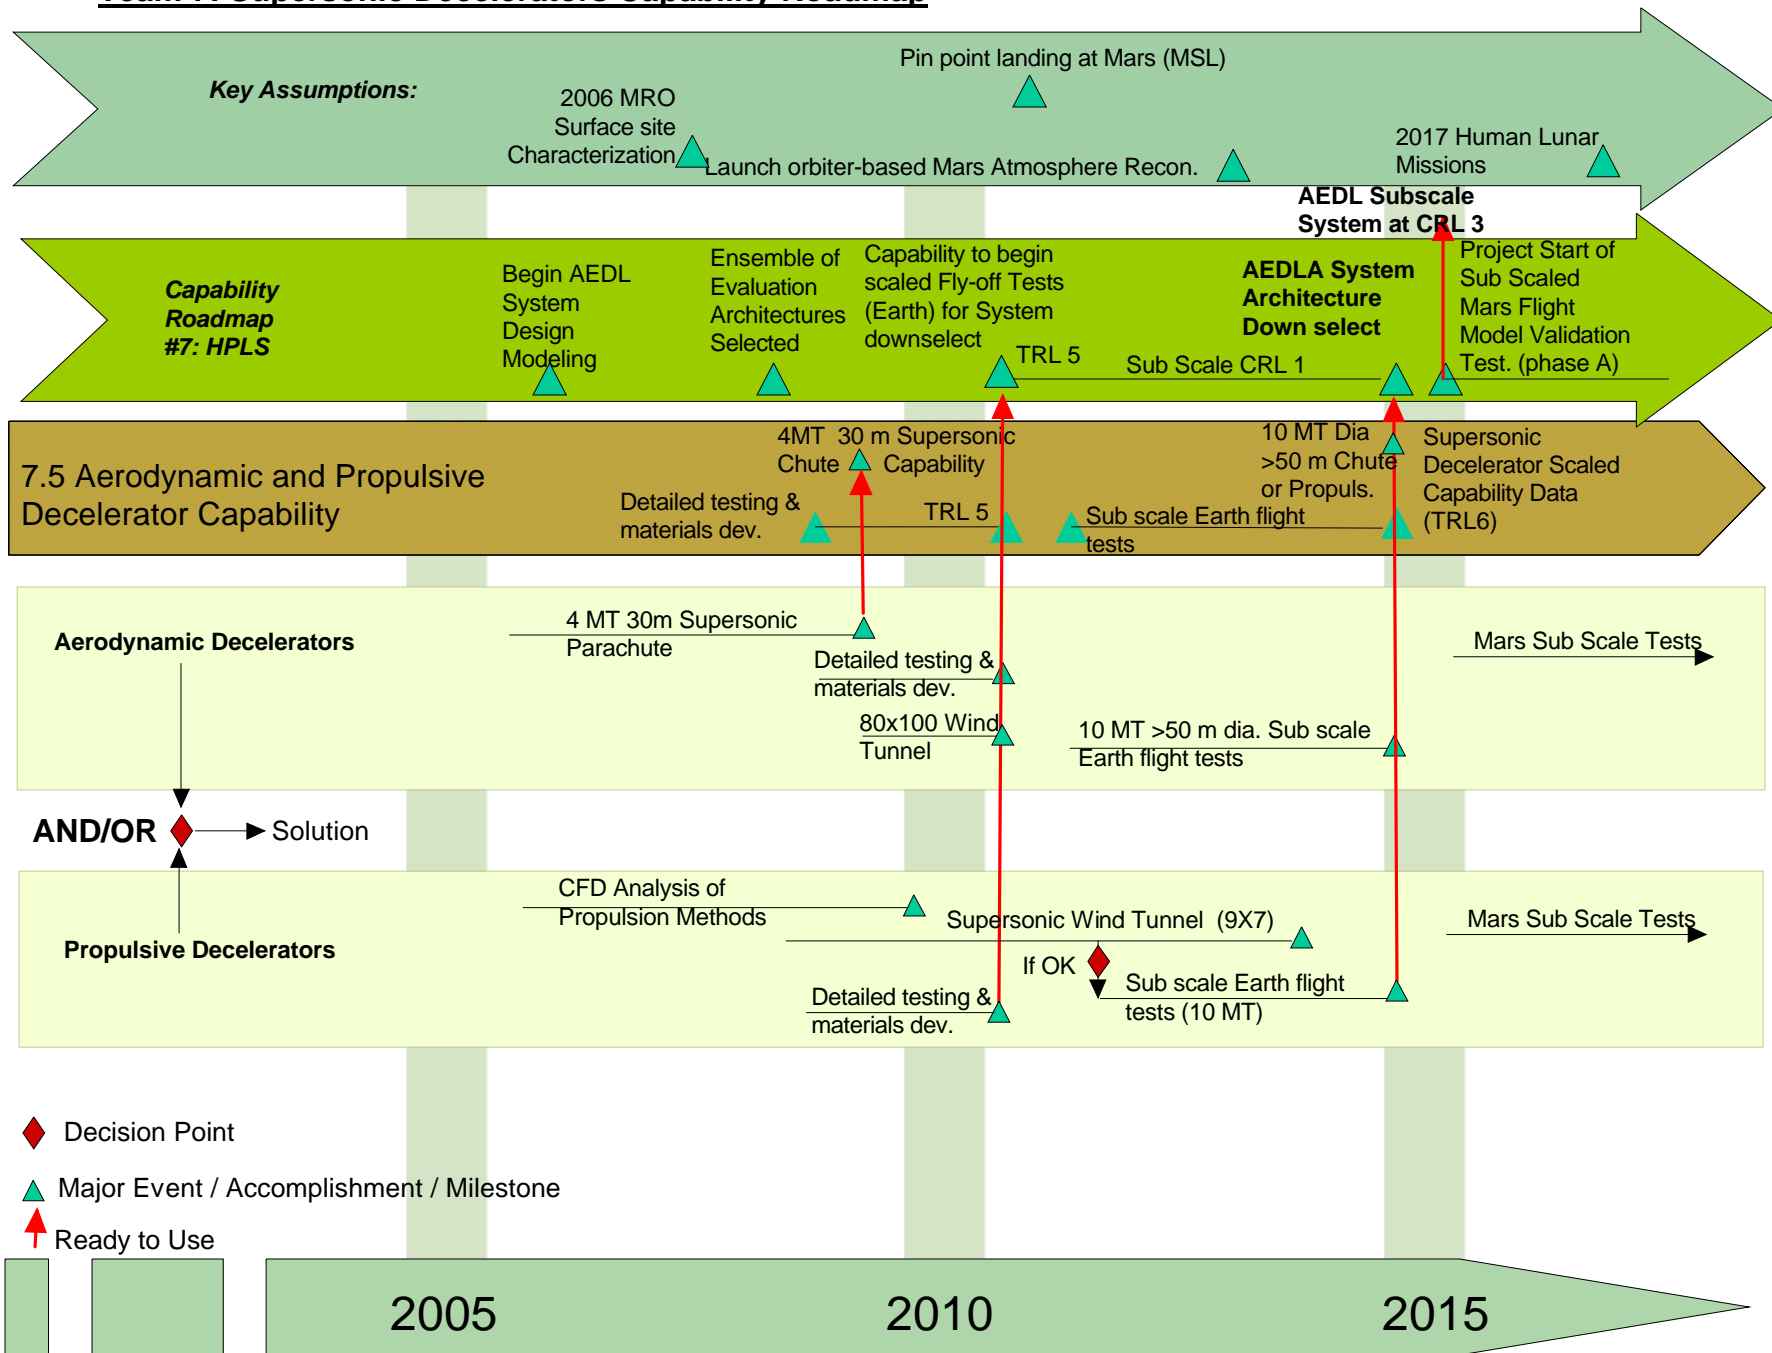 Team 7: Supersonic Decelerators Capability Roadmap
Key Assumptions:
Pin point landing at Mars (MSL)
2006 MRO
Surface site
Characterization
Launch orbiter-based Mars Atmosphere Recon.
2017 Human Lunar
Missions
AEDL Subscale
System at CRL 3
Capability
Roadmap
#7: HPLS
Begin AEDL
System
Design
Modeling
Ensemble of
Evaluation
Architectures
Selected
Capability to begin
scaled Fly-off Tests
(Earth) for System
downselect
TRL 5
Sub Scale CRL 1
AEDLA System
Architecture
Down select
Project Start of
Sub Scaled
Mars Flight
Model Validation
Test. (phase A)
7.5 Aerodynamic and Propulsive
Decelerator Capability
4MT 30 m Supersonic
Chute Capability
Detailed testing &
materials dev.
TRL 5
Sub scale Earth flight
tests
10 MT Dia
>50 m Chute
or Propuls.
Supersonic
Decelerator Scaled
Capability Data
(TRL6)
Aerodynamic Decelerators
4 MT 30m Supersonic
Parachute
Detailed testing &
materials dev.
80x100 Wind
Tunnel
10 MT >50 m dia. Sub scale
Earth flight tests
Mars Sub Scale Tests
AND/OR
Solution
Propulsive Decelerators
CFD Analysis of
Propulsion Methods
Supersonic Wind Tunnel (9X7)
If OK
Sub scale Earth flight
tests (10 MT)
Detailed testing &
materials dev.
Mars Sub Scale Tests
Decision Point
Major Event / Accomplishment / Milestone
Ready to Use
2005
2010
2015